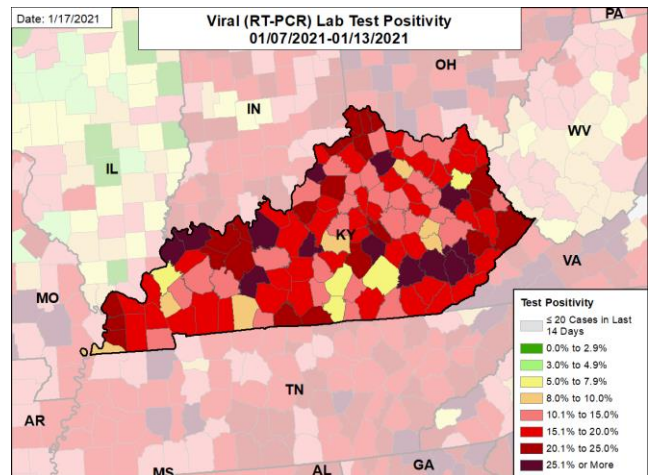 Date: 1/17/2021
Viral (RT-PCR) Lab Test Positivity
01/07/2021-01/13/2021
PA
OH
IN
WV
IL
KY
VA
MO
TN
AR
MS
AL
GA
Test Positivity
≤ 20 Cases in Last
14 Days
0.0% to 2.9%
3.0% to 4.9%
5.0% to 7.9%
8.0% to 10.0%
10.1% to 15.0%
15.1% to 20.0%
20.1% to 25.0%
25.1% or More